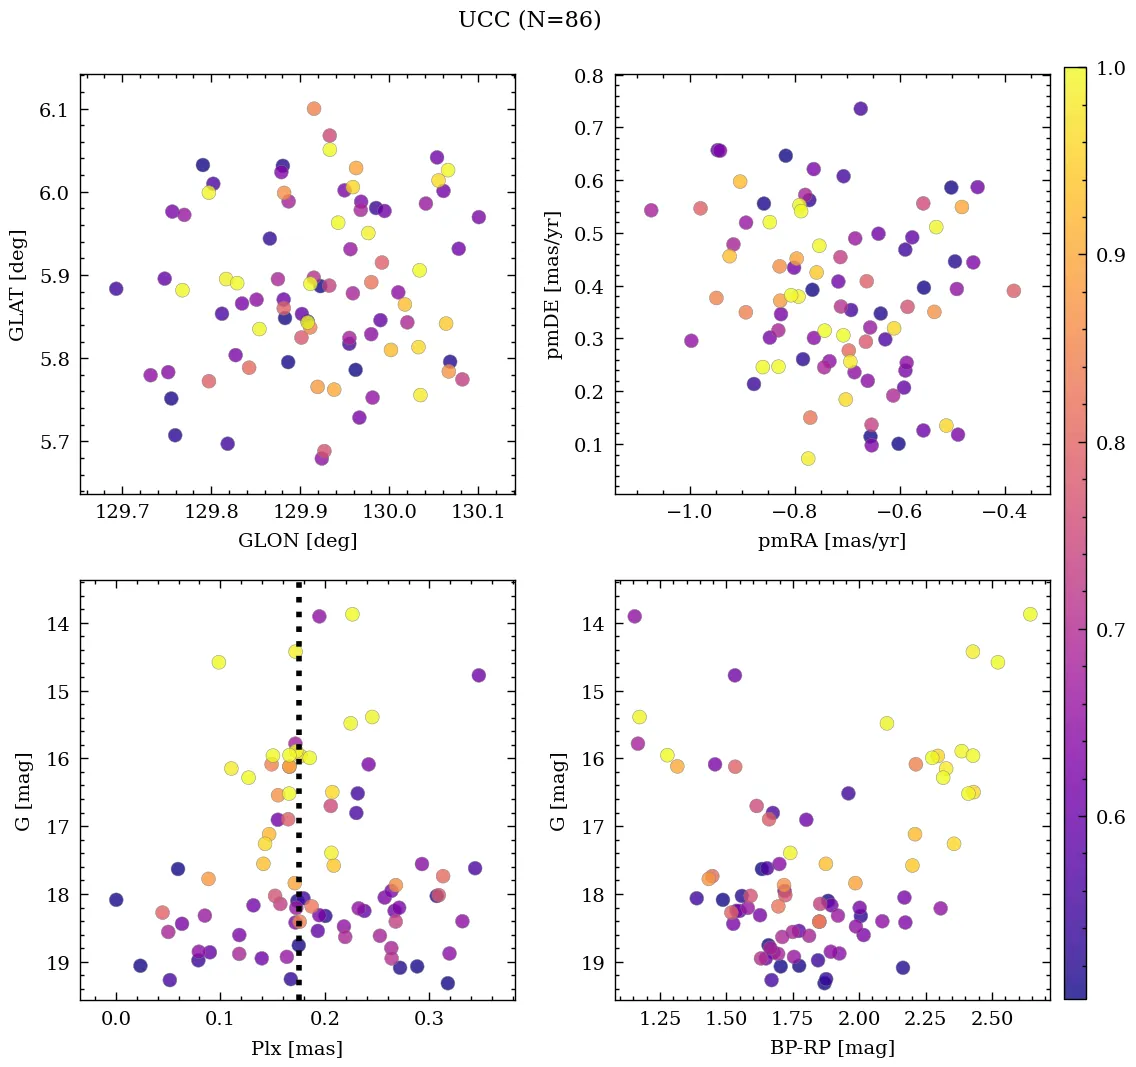 UCC (N=86)
6.1
6.0
5.9
5.8
5.7
GLAT [deg]
129.7 129.8 129.9 130.0 130.1
GLON [deg]
0.8
0.7
0.6
0.5
0.4
0.3
0.2
0.1
pmDE [mas/yr]
−1.0 −0.8 −0.6 −0.4
pmRA [mas/yr]
14
15
16
17
18
19
G [mag]
0.0 0.1 0.2 0.3
Plx [mas]
14
15
16
17
18
19
G [mag]
1.25 1.50 1.75 2.00 2.25 2.50
BP-RP [mag]
1.0
0.9
0.8
0.7
0.6